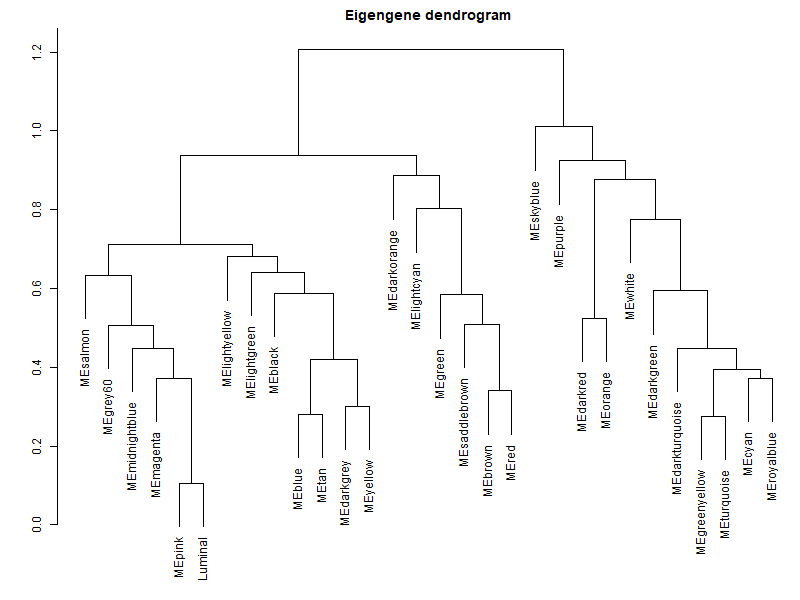 Eigengene dendrogram
1.2
1.0
0.8
0.6
0.4
0.2
0.0
MEsalmon
MEgrey60
MEmidnightblue
MEmagenta
MEpink
Luminal
MElightyellow
MElightgreen
MEblack
MEblue
MEtan
MEdarkgrey
MEyellow
MEdarkorange
MElightcyan
MEgreen
MEsaddlebrown
MEbrown
MEred
MEskyblue
MEpurple
MEdarkred
MEorange
MEwhite
MEdarkgreen
MEdarkturquoise
MEgreenyellow
MEturquoise
MEcyan
MEroyalblue